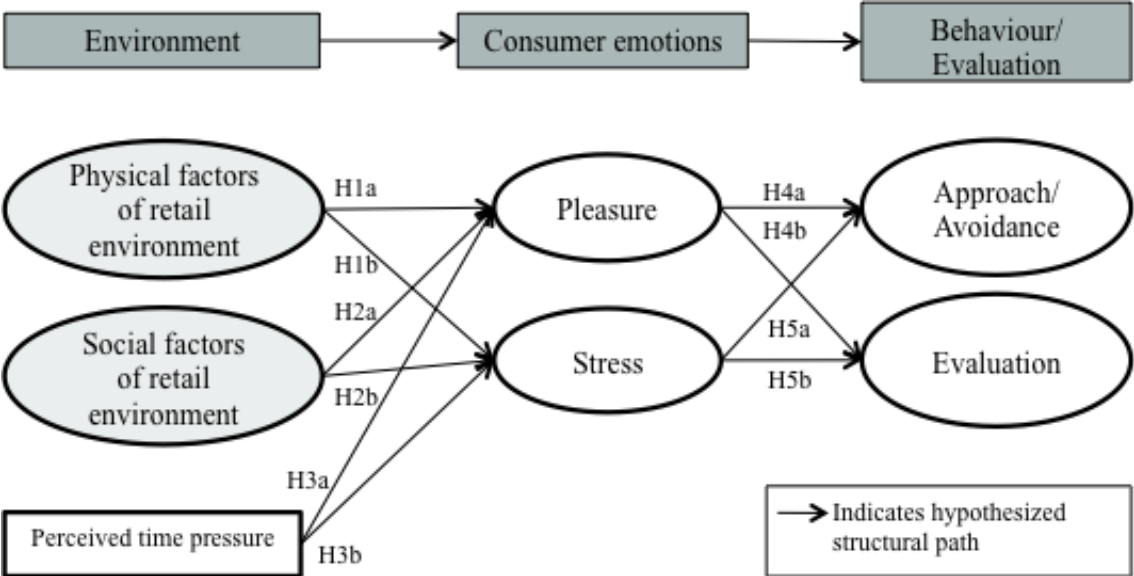 Environment
Consumer emotions
Behaviour/
Evaluation
Physical factors
of retail
environment
H1a
H1b
Pleasure
H4a
H4b
Approach/
Avoidance
Social factors
of retail
environment
H2a
H2b
Stress
H5a
H5b
Evaluation
H3a
H3b
Perceived time pressure
Indicates hypothesized
structural path